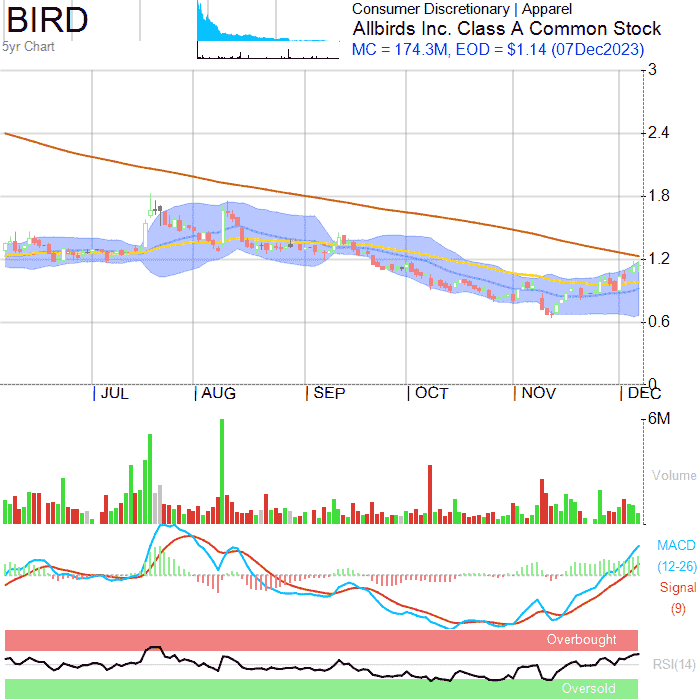 BIRD
5yr Chart
Consumer Discretionary | Apparel
Allbirds Inc. Class A Common Stock
MC = 174.3M, EOD = $1.14 (07Dec2023)
3
2.4
1.8
1.2
0.6
0
JUL AUG SEP OCT NOV DEC
6M
Volume
MACD
(12-26)
Signal
(9)
Overbought
RSI(14)
Oversold